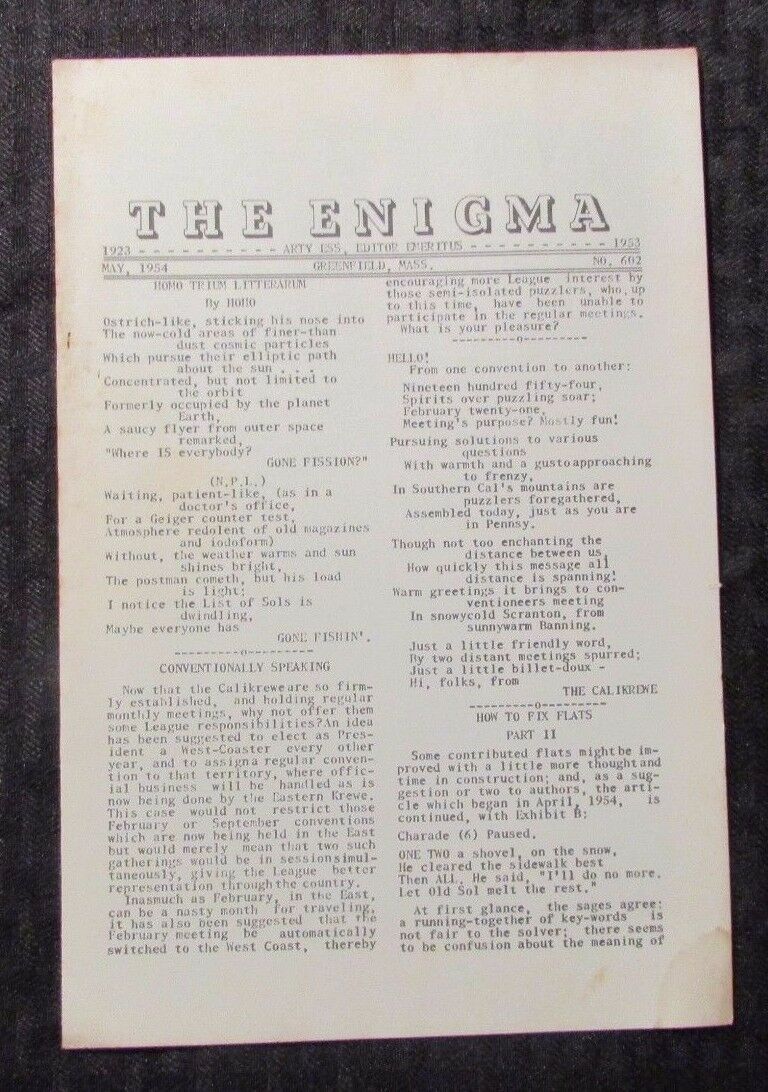 THE ENIGMA
1923 - - - - - - - - - - ARTY ESS, EDITOR EMERITUS - - - - - - - - - - 1953
MAY, 1954 GREENFIELD, MASS. NO. 602
HOMO TRIUM LITTERARUM
By HOHO
Ostrich-like, sticking his nose into
The now-cold areas of finer-than
dust cosmic particles
Which pursue their elliptic path
about the sun . . .
Concentrated, but not limited to
the orbit
Formerly occupied by the planet
Earth,
A saucy flyer from outer space
remarked,
"Where IS everybody?
GONE FISSION?"
(N.P.L.)
Waiting, patient-like, (as in a
doctor's office,
For a Geiger counter test,
Atmosphere redolent of old magazines
and iodoform)
Without, the weather warms and sun
shines bright,
The postman cometh, but his load
is light;
I notice the List of Sols is
dwindling,
Maybe everyone has
GONE FISHIN'.
---------o---------
CONVENTIONALLY SPEAKING
Now that the Calikrewe are so firm-
ly established, and holding regular
monthly meetings, why not offer them
some League responsibilities? An idea
has been suggested to elect as Pres-
ident a West-Coaster every other
year, and to assign a regular conven-
tion to that territory, where offic-
ial business will be handled as is
now being done by the Eastern Krewe.
This case would not restrict those
February or September conventions
which are now being held in the East
but would merely mean that two such
gatherings would be in session simul-
taneously, giving the League better
representation through the country.
Inasmuch as February, in the East,
can be a nasty month for traveling,
it has also been suggested that the
February meeting be automatically
switched to the West Coast, thereby
encouraging more League interest by
those semi-isolated puzzlers, who, up
to this time, have been unable to
participate in the regular meetings.
What is your pleasure?
---------o---------
HELLO!
From one convention to another:
Nineteen hundred fifty-four,
Spirits over puzzling soar;
February twenty-one,
Meeting's purpose? Mostly fun!
Pursuing solutions to various
questions
With warmth and a gusto approaching
to frenzy,
In Southern Cal's mountains are
puzzlers foregathered,
Assembled today, just as you are
in Pennsy.
Though not too enchanting the
distance between us,
How quickly this message all
distance is spanning!
Warm greetings it brings to con-
ventioneers meeting
In snowycold Scranton, from
sunnywarm Banning.
Just a little friendly word,
By two distant meetings spurred;
Just a little billet-doux -
Hi, folks, from
THE CALIKREWE
---------o---------
HOW TO FIX FLATS
PART II
Some contributed flats might be im-
proved with a little more thought and
time in construction; and, as a sug-
gestion or two to authors, the arti-
cle which began in April, 1954, is
continued, with Exhibit B:
Charade (6) Paused.
ONE TWO a shovel, on the snow,
He cleared the sidewalk best
Then ALL. He said, "I'll do no more.
Let Old Sol melt the rest."
At first glance, the sages agree:
a running-together of key-words is
not fair to the solver; there seems
to be confusion about the meaning of